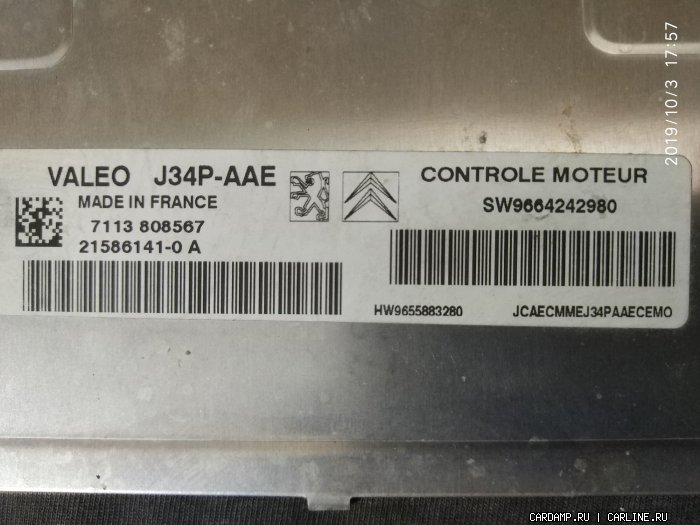 2019/10/3 17:57
VALEO J34P-AAE
MADE IN FRANCE
7113 808567
21586141-0 A
CONTROLE MOTEUR
SW9664242980
HW9655883280
JCAECMMEJ34PAAECEMO
CARDAMP.RU | CARLINE.RU